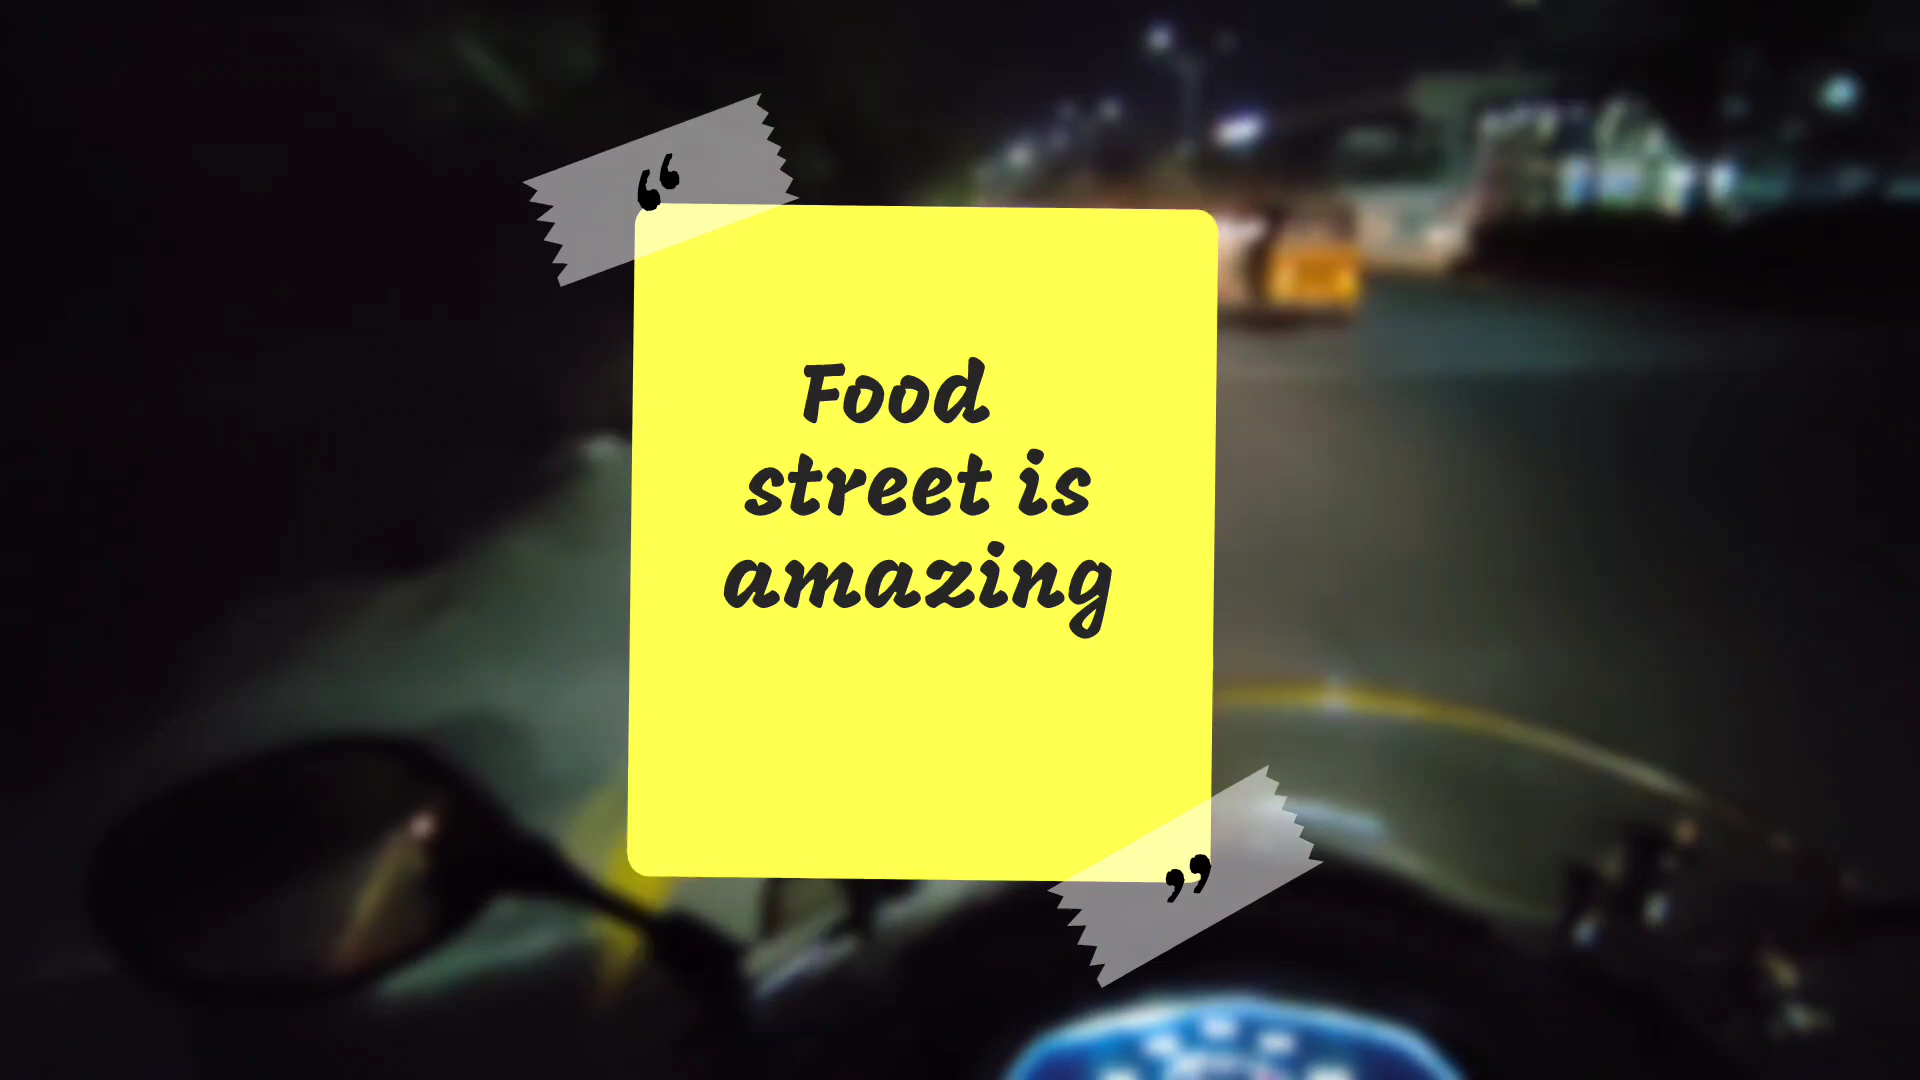 “
Food
street is
amazing
”